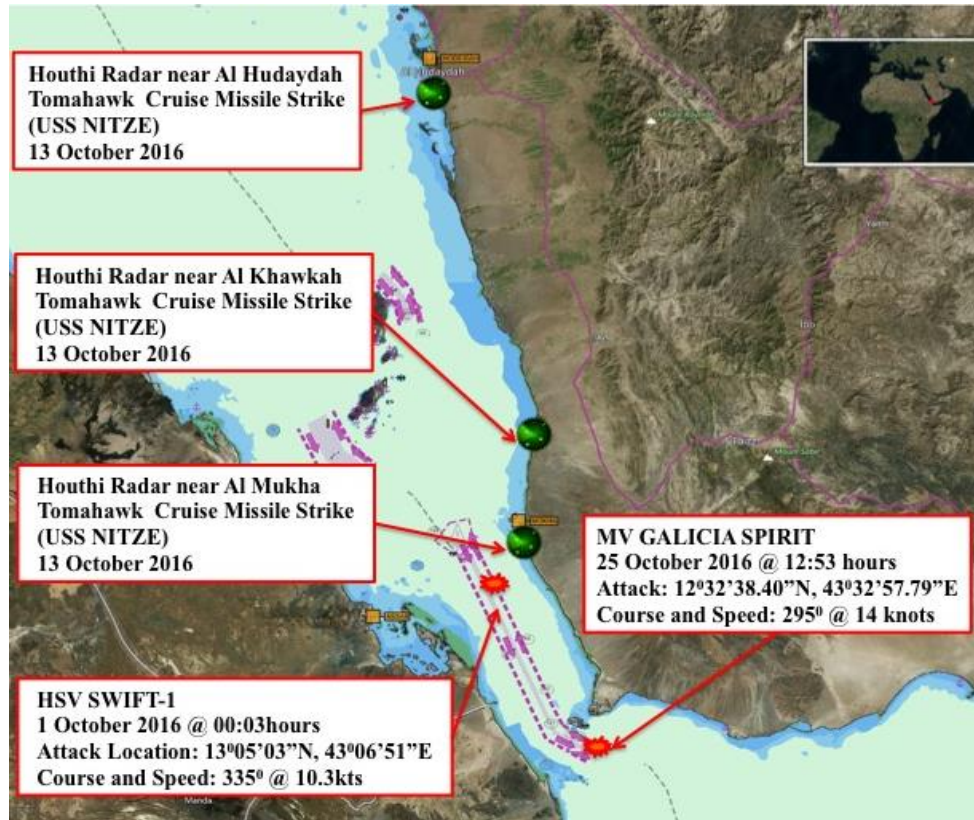 Houthi Radar near Al Hudaydah
Tomahawk  Cruise Missile Strike
(USS NITZE)
13 October 2016
Al Hudaydah
Houthi Radar near Al Khawkah
Tomahawk  Cruise Missile Strike
(USS NITZE)
13 October 2016
Houthi Radar near Al Mukha
Tomahawk  Cruise Missile Strike
(USS NITZE)
13 October 2016
MV GALICIA SPIRIT
25 October 2016 @ 12:53 hours
Attack: 12⁰32’38.40”N, 43⁰32’57.79”E
Course and Speed: 295⁰ @ 14 knots
HSV SWIFT-1
1 October 2016 @ 00:03hours
Attack Location: 13⁰05’03”N, 43⁰06’51”E
Course and Speed: 335⁰ @ 10.3kts
Manda